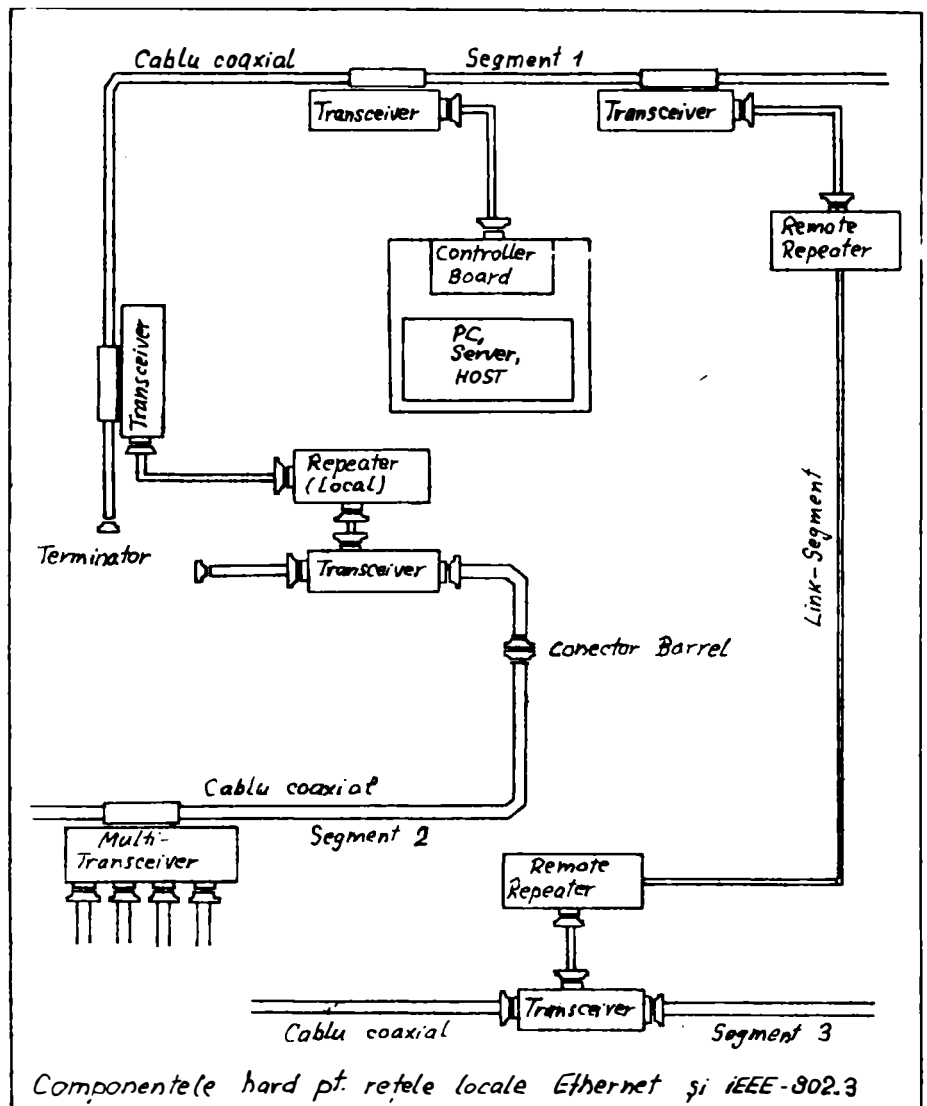 Cablu coaxial
Segment 1
Transceiver
Transceiver
Remote
Repeater
Controller
Board
PC,
Server,
HOST
Transceiver
Repeater
(Local)
Terminator
Transceiver
Link-Segment
Conector Barrel
Cablu coaxial
Segment 2
Multi-
Transceiver
Remote
Repeater
Transceiver
Cablu coaxial
Segment 3
Componentele hard pt. rețele locale Ethernet și iEEE-802.3